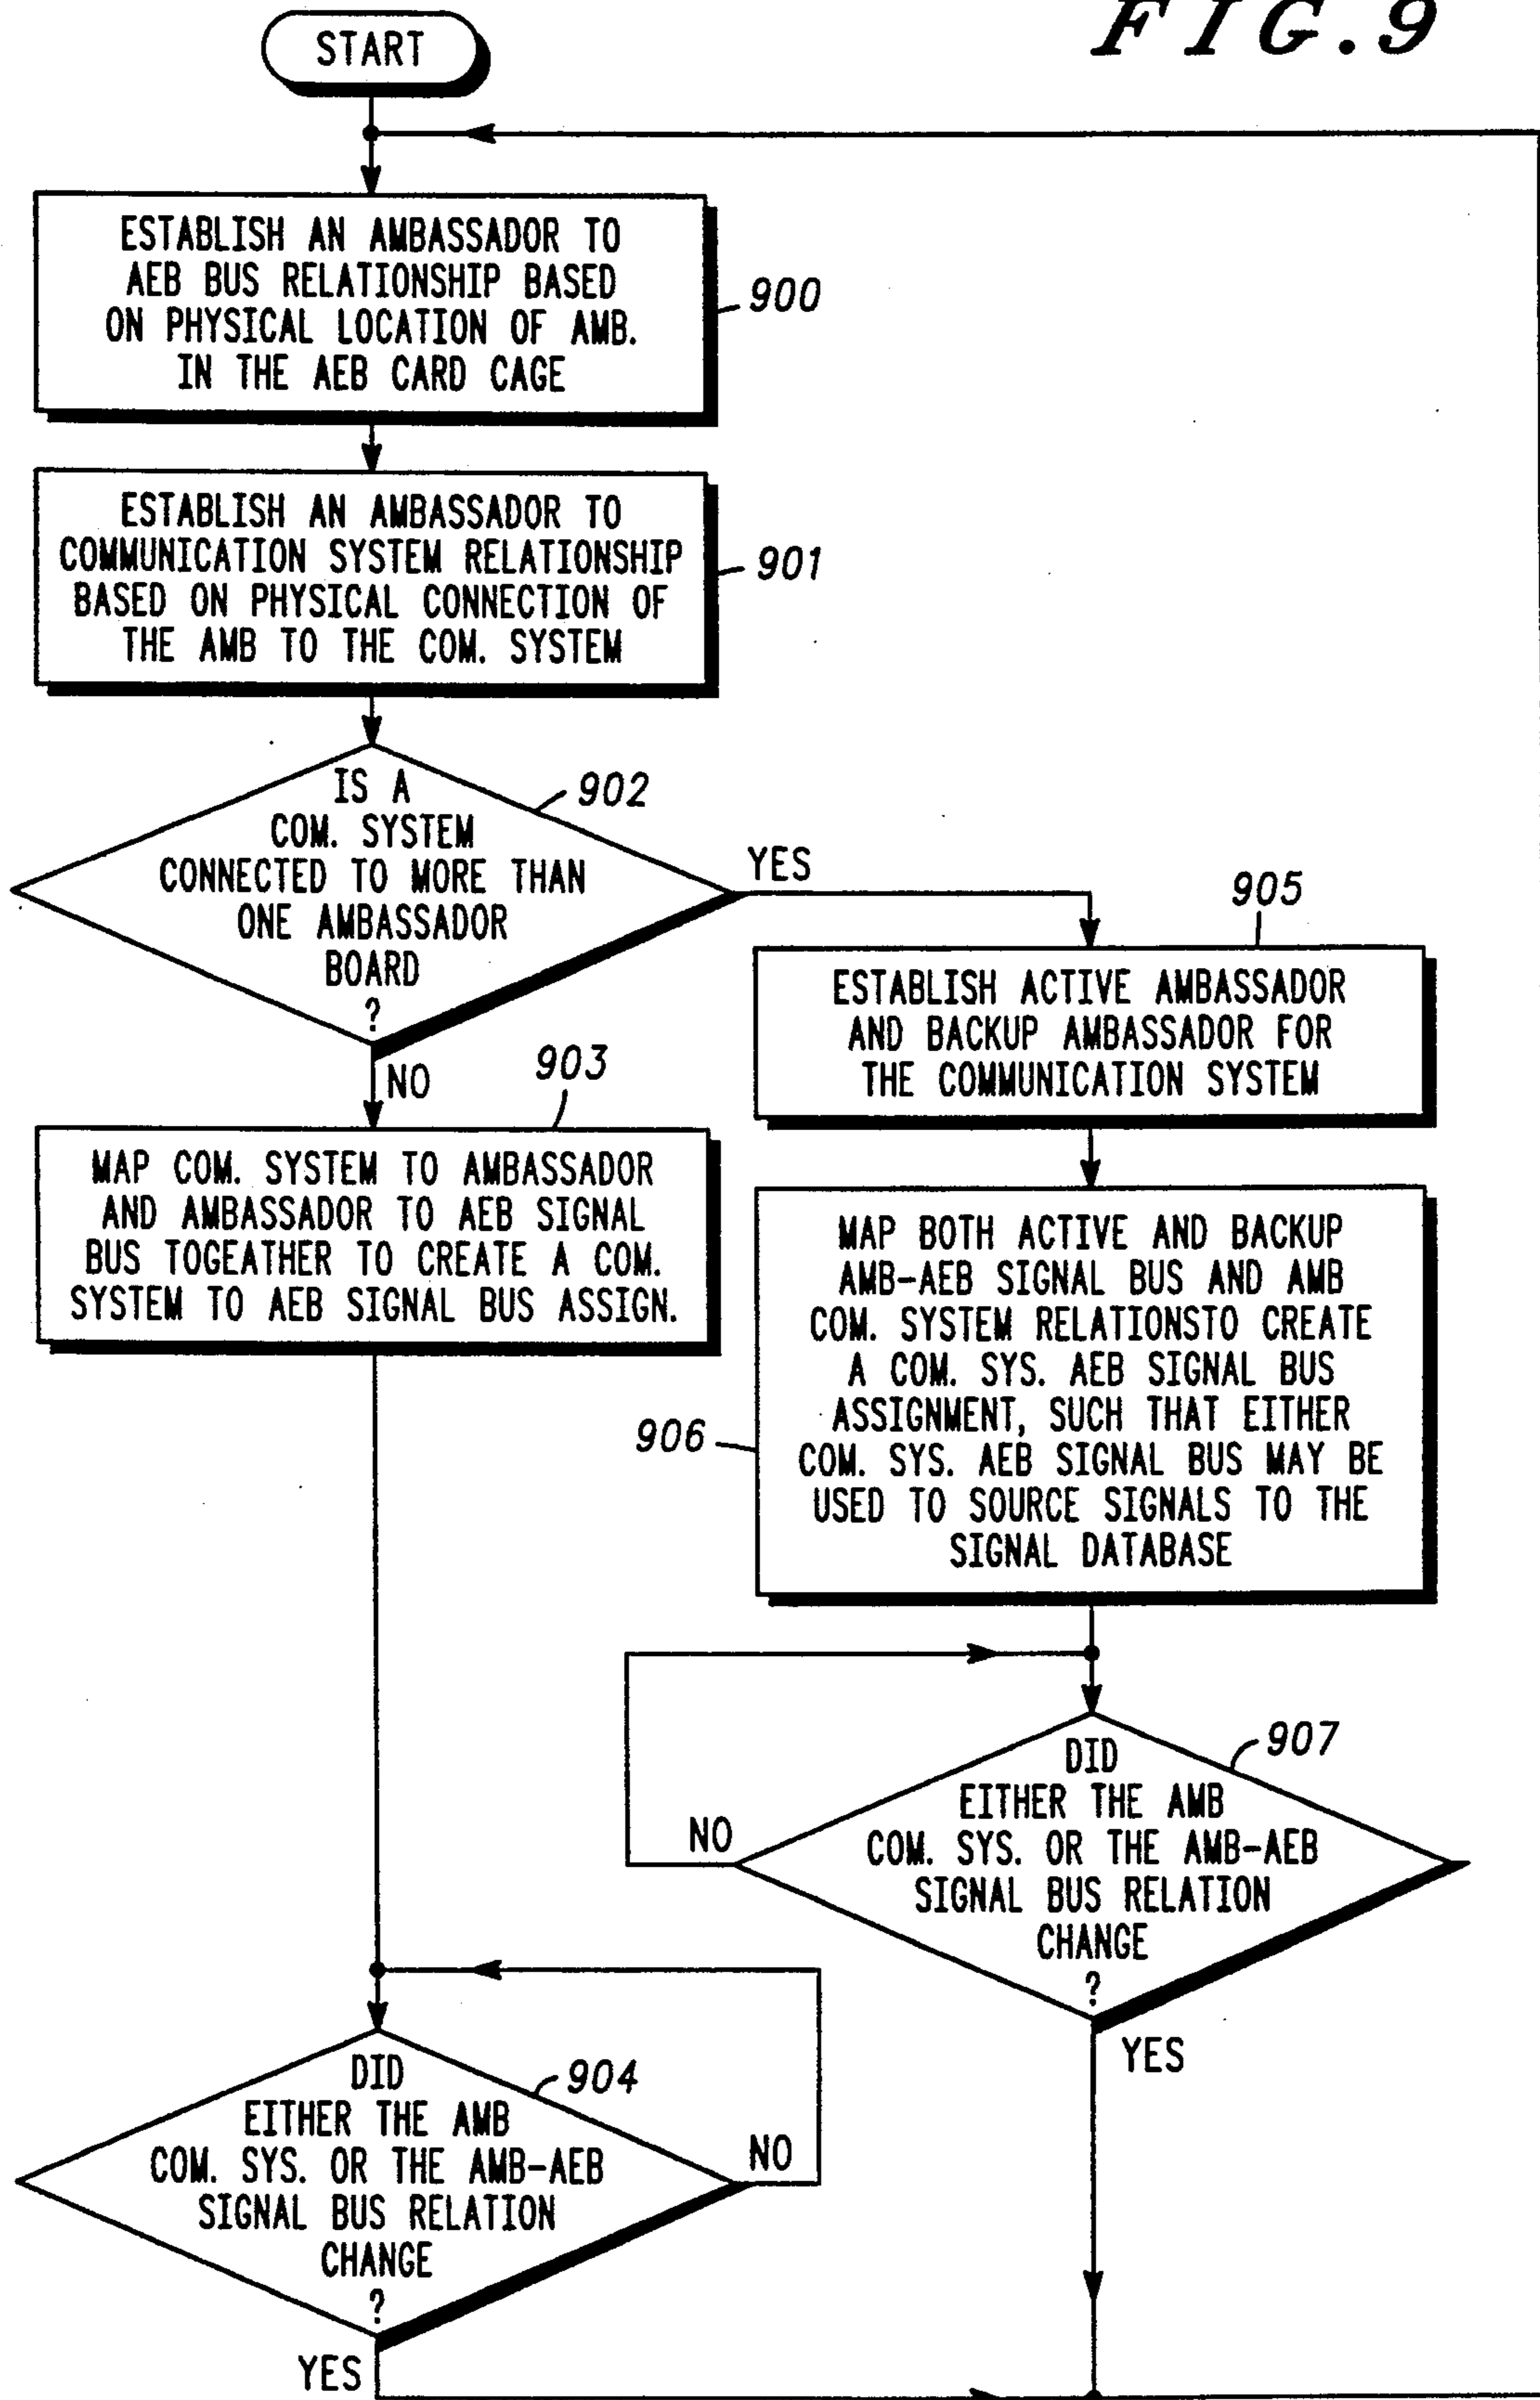 FIG.9
START
ESTABLISH AN AMBASSADOR TO
AEB BUS RELATIONSHIP BASED
ON PHYSICAL LOCATION OF AMB.
IN THE AEB CARD CAGE
900
ESTABLISH AN AMBASSADOR TO
COMMUNICATION SYSTEM RELATIONSHIP
BASED ON PHYSICAL CONNECTION OF
THE AMB TO THE COM. SYSTEM
901
IS A
COM. SYSTEM
CONNECTED TO MORE THAN
ONE AMBASSADOR
BOARD
?
902
YES
NO
903
MAP COM. SYSTEM TO AMBASSADOR
AND AMBASSADOR TO AEB SIGNAL
BUS TOGEATHER TO CREATE A COM.
SYSTEM TO AEB SIGNAL BUS ASSIGN.
905
ESTABLISH ACTIVE AMBASSADOR
AND BACKUP AMBASSADOR FOR
THE COMMUNICATION SYSTEM
MAP BOTH ACTIVE AND BACKUP
AMB-AEB SIGNAL BUS AND AMB
COM. SYSTEM RELATIONSTO CREATE
A COM. SYS. AEB SIGNAL BUS
ASSIGNMENT, SUCH THAT EITHER
COM. SYS. AEB SIGNAL BUS MAY BE
USED TO SOURCE SIGNALS TO THE
SIGNAL DATABASE
906
DID
EITHER THE AMB
COM. SYS. OR THE AMB-AEB
SIGNAL BUS RELATION
CHANGE
?
907
NO
YES
DID
EITHER THE AMB
COM. SYS. OR THE AMB-AEB
SIGNAL BUS RELATION
CHANGE
?
904
NO
YES